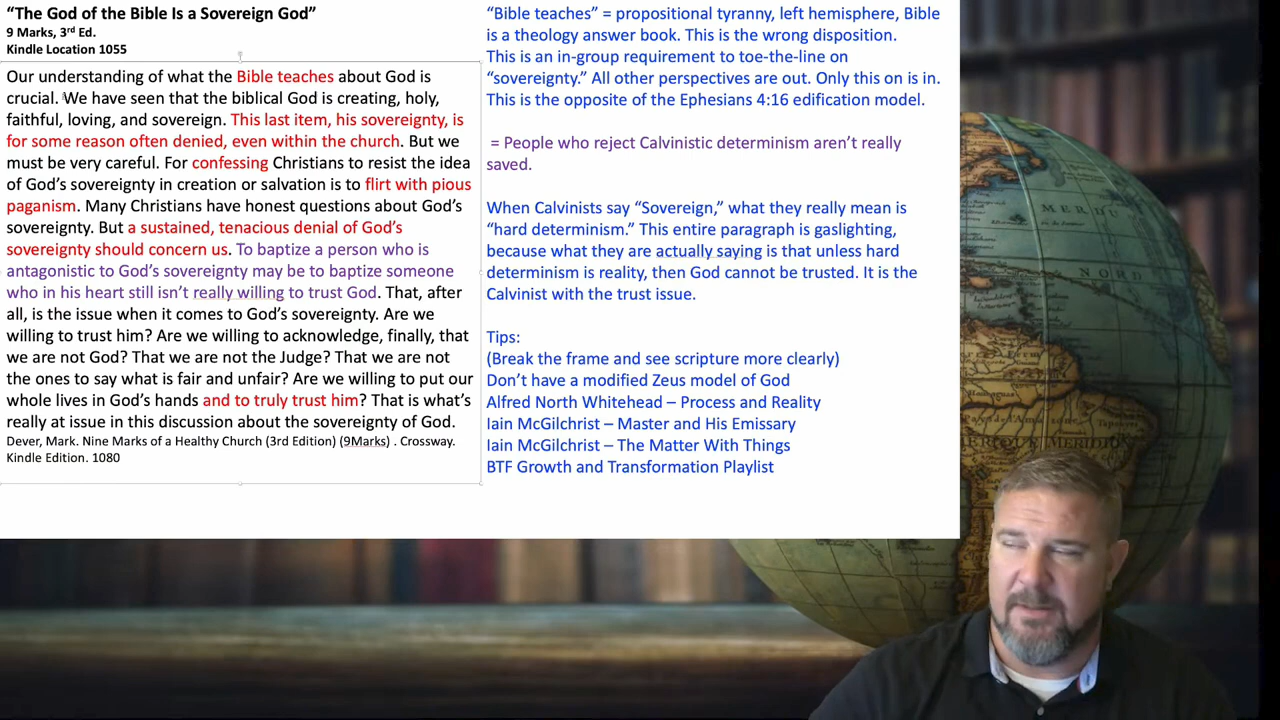 “The God of the Bible Is a Sovereign God”
9 Marks, 3rd Ed.
Kindle Location 1055
Our understanding of what the Bible teaches about God is
crucial. We have seen that the biblical God is creating, holy,
faithful, loving, and sovereign. This last item, his sovereignty, is
for some reason often denied, even within the church. But we
must be very careful. For confessing Christians to resist the idea
of God’s sovereignty in creation or salvation is to flirt with pious
paganism. Many Christians have honest questions about God’s
sovereignty. But a sustained, tenacious denial of God’s
sovereignty should concern us. To baptize a person who is
antagonistic to God’s sovereignty may be to baptize someone
who in his heart still isn’t really willing to trust God. That, after
all, is the issue when it comes to God’s sovereignty. Are we
willing to trust him? Are we willing to acknowledge, finally, that
we are not God? That we are not the Judge? That we are not
the ones to say what is fair and unfair? Are we willing to put our
whole lives in God’s hands and to truly trust him? That is what’s
really at issue in this discussion about the sovereignty of God.
Dever, Mark. Nine Marks of a Healthy Church (3rd Edition) (9Marks) . Crossway.
Kindle Edition. 1080
“Bible teaches” = propositional tyranny, left hemisphere, Bible
is a theology answer book. This is the wrong disposition.
This is an in-group requirement to toe-the-line on
“sovereignty.” All other perspectives are out. Only this on is in.
This is the opposite of the Ephesians 4:16 edification model.
= People who reject Calvinistic determinism aren’t really
saved.
When Calvinists say “Sovereign,” what they really mean is
“hard determinism.” This entire paragraph is gaslighting,
because what they are actually saying is that unless hard
determinism is reality, then God cannot be trusted. It is the
Calvinist with the trust issue.
Tips:
(Break the frame and see scripture more clearly)
Don’t have a modified Zeus model of God
Alfred North Whitehead – Process and Reality
Iain McGilchrist – Master and His Emissary
Iain McGilchrist – The Matter With Things
BTF Growth and Transformation Playlist
MERDU
NORD